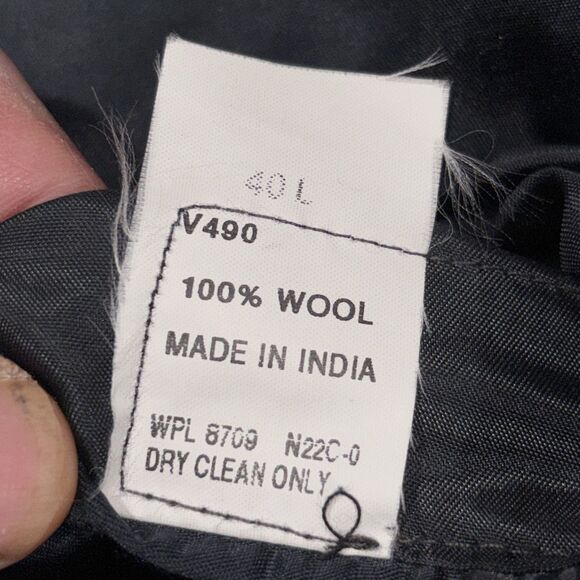 40 L
V490
100% WOOL
MADE IN INDIA
WPL 8709 N22C-0
DRY CLEAN ONLY